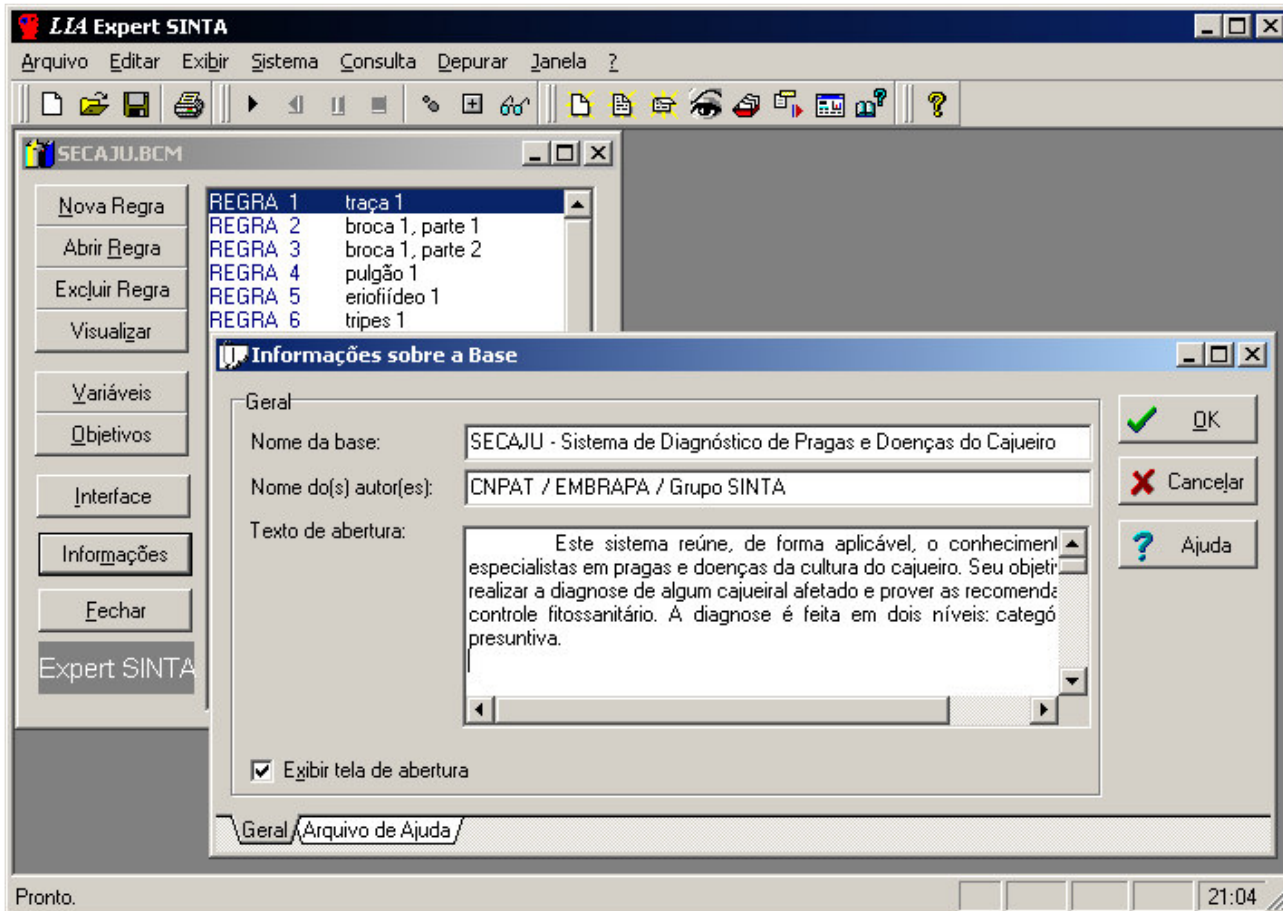 LIA Expert SINTA
Arquivo Editar Exibir Sistema Consulta Depurar Janela ?
SECAJU.BCM
Nova Regra
Abrir Regra
Excluir Regra
Visualizar
Variáveis
Objetivos
Interface
Informações
Fechar
Expert SINTA
REGRA 1 traça 1
REGRA 2 broca 1, parte 1
REGRA 3 broca 1, parte 2
REGRA 4 pulgão 1
REGRA 5 eriofiídeo 1
REGRA 6 tripes 1
Informações sobre a Base
Geral
Nome da base: SECAJU - Sistema de Diagnóstico de Pragas e Doenças do Cajueiro
Nome do(s) autor(es): CNPAT / EMBRAPA / Grupo SINTA
Texto de abertura:
Este sistema reúne, de forma aplicável, o conheciment
especialistas em pragas e doenças da cultura do cajueiro. Seu objeti
realizar a diagnose de algum cajueiral afetado e prover as recomenda
controle fitossanitário. A diagnose é feita em dois níveis: categó
presuntiva.
Exibir tela de abertura
OK
Cancelar
Ajuda
Geral Arquivo de Ajuda
Pronto.
21:04